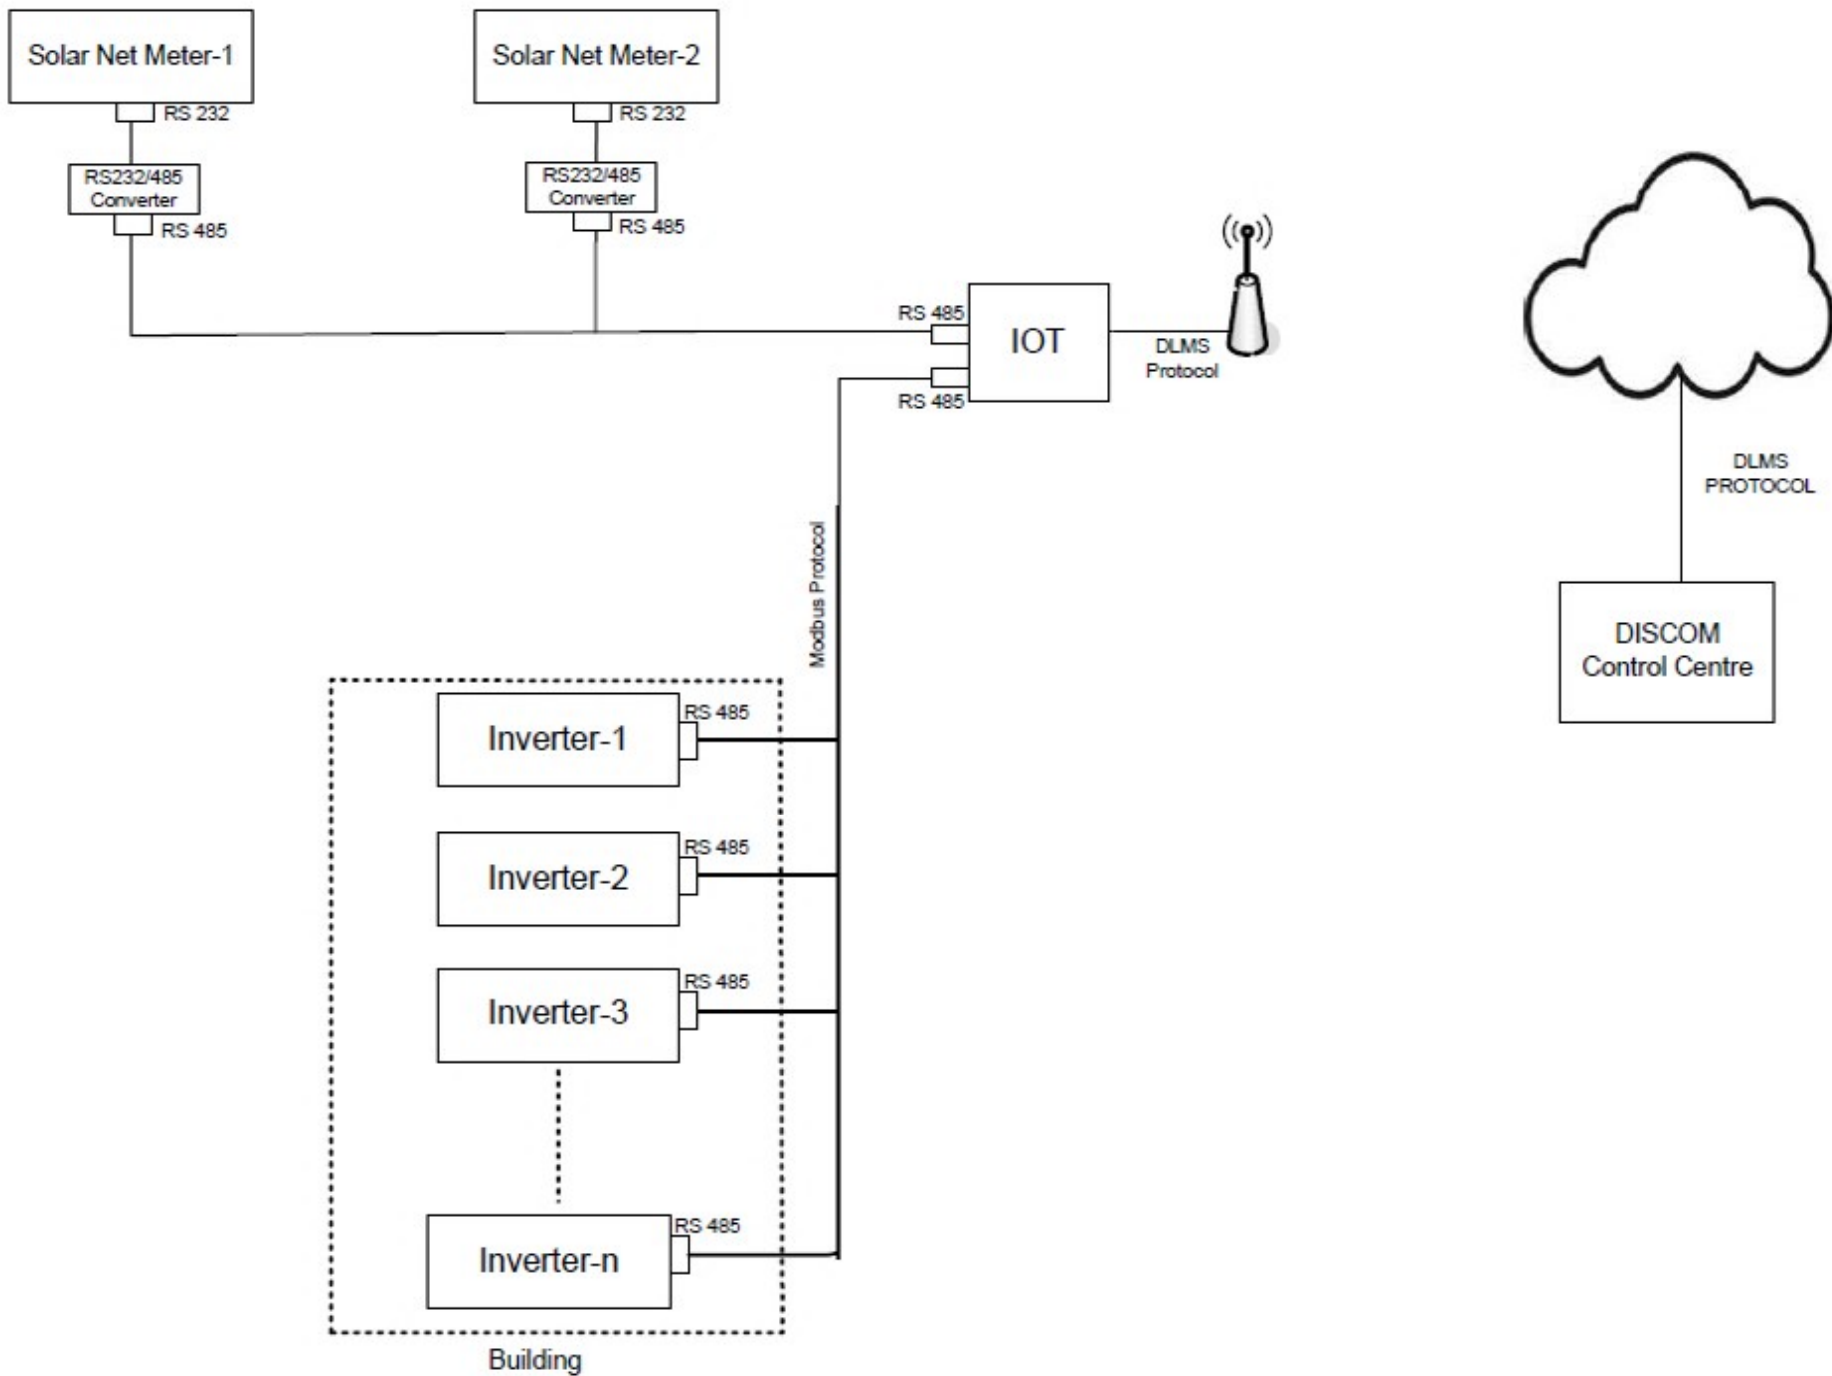 Solar Net Meter-1
Solar Net Meter-2
RS 232
RS 232
RS232/485
Converter
RS232/485
Converter
RS 485
RS 485
RS 485
IOT
DLMS
Protocol
RS 485
DLMS
PROTOCOL
Modbus Protocol
DISCOM
Control Centre
RS 485
Inverter-1
RS 485
Inverter-2
RS 485
Inverter-3
RS 485
Inverter-n
Building